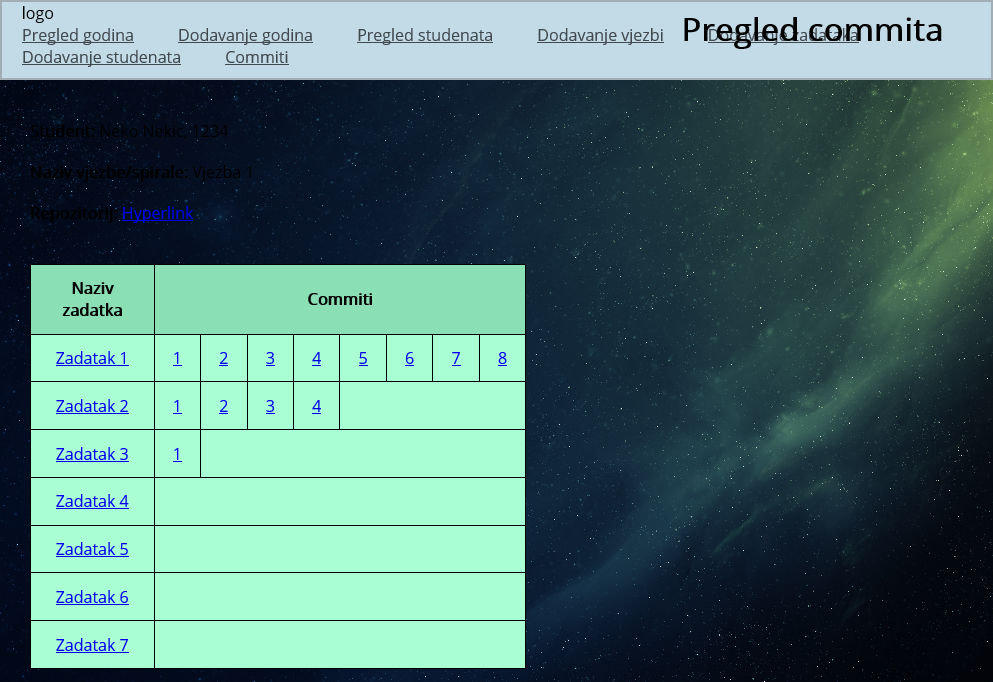 logo
Pregled commita
Pregled godina Dodavanje godina Pregled studenata Dodavanje vjezbi Dodavanje zadataka
Dodavanje studenata Commiti
Student: Neko Nekic, 1234
Naziv vjezbe/spirale: Vjezba 1
Repozitorij: Hyperlink
Naziv
zadatka
Commiti
Zadatak 1 1 2 3 4 5 6 7 8
Zadatak 2 1 2 3 4
Zadatak 3 1
Zadatak 4
Zadatak 5
Zadatak 6
Zadatak 7